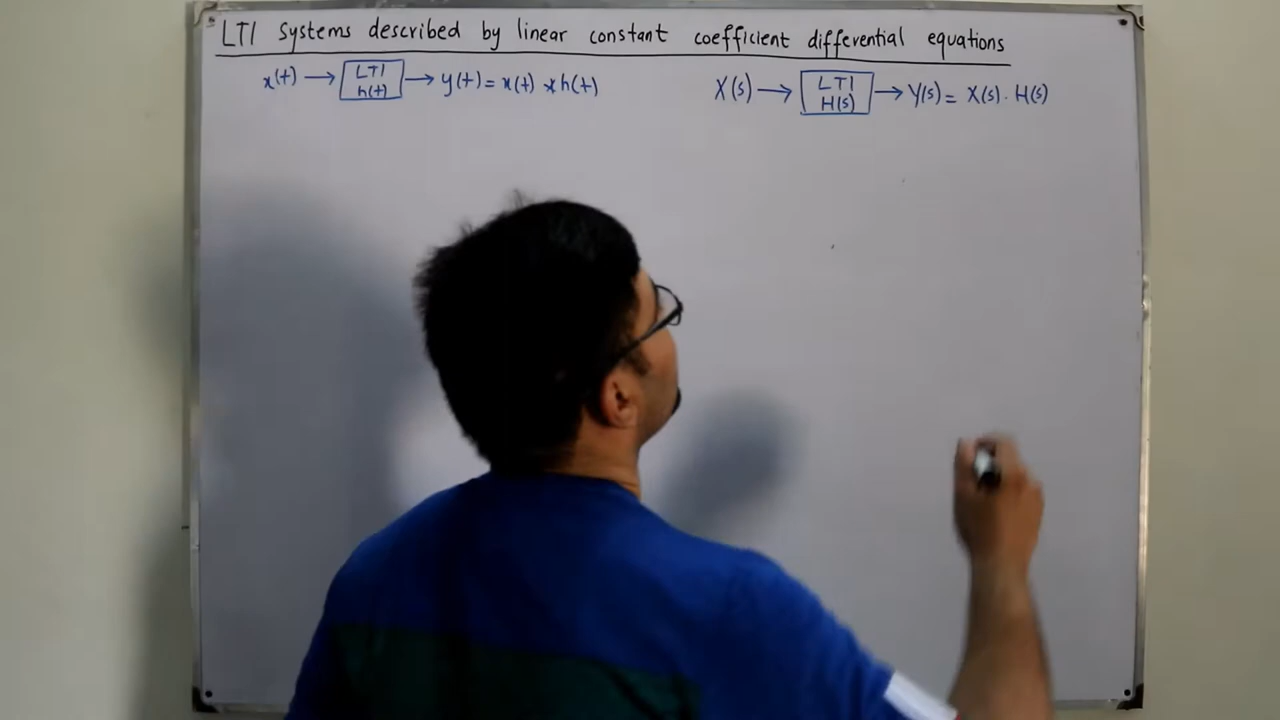 LTI Systems described by linear constant coefficient differential equations
x(t) → LTI h(t) → y(t) = x(t) * h(t)
X(s) → LTI H(s) → Y(s) = X(s) . H(s)